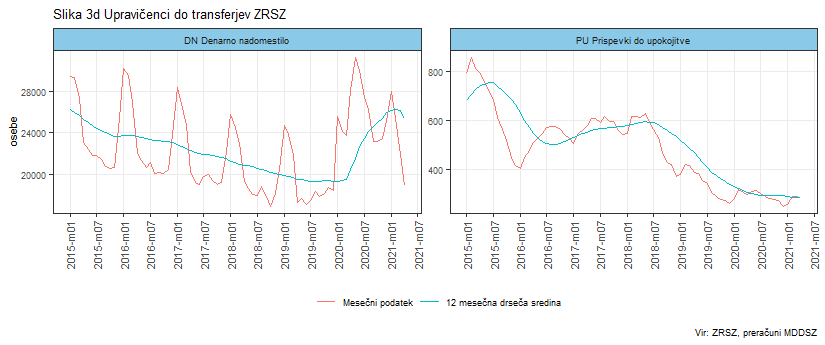 Slika 3d Upravičenci do transferjev ZRSZ
DN Denarno nadomestilo
PU Prispevki do upokojitve
osebe
28000
24000
20000
800
600
400
2015-m01
2015-m07
2016-m01
2016-m07
2017-m01
2017-m07
2018-m01
2018-m07
2019-m01
2019-m07
2020-m01
2020-m07
2021-m01
2021-m07
2015-m01
2015-m07
2016-m01
2016-m07
2017-m01
2017-m07
2018-m01
2018-m07
2019-m01
2019-m07
2020-m01
2020-m07
2021-m01
2021-m07
Mesečni podatek
12 mesečna drseča sredina
Vir: ZRSZ, preračuni MDDSZ